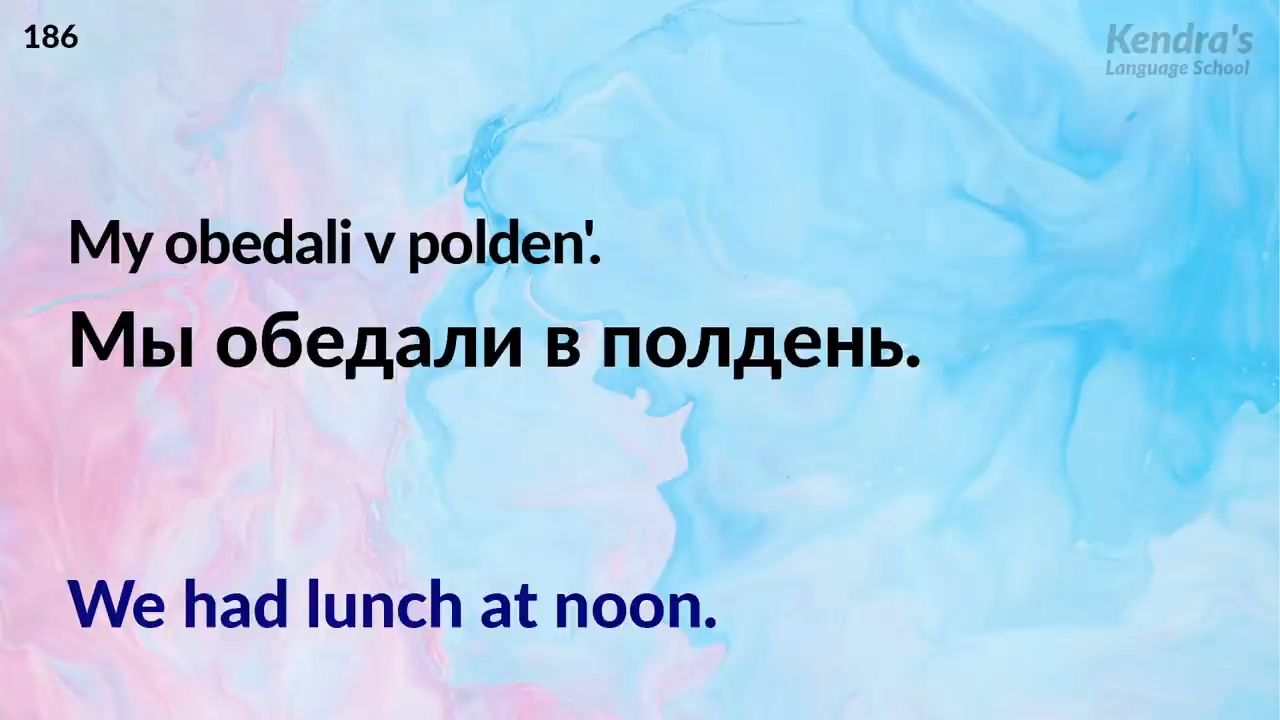 186
Kendra's
Language School
My obedali v polden'.
Мы обедали в полдень.
We had lunch at noon.